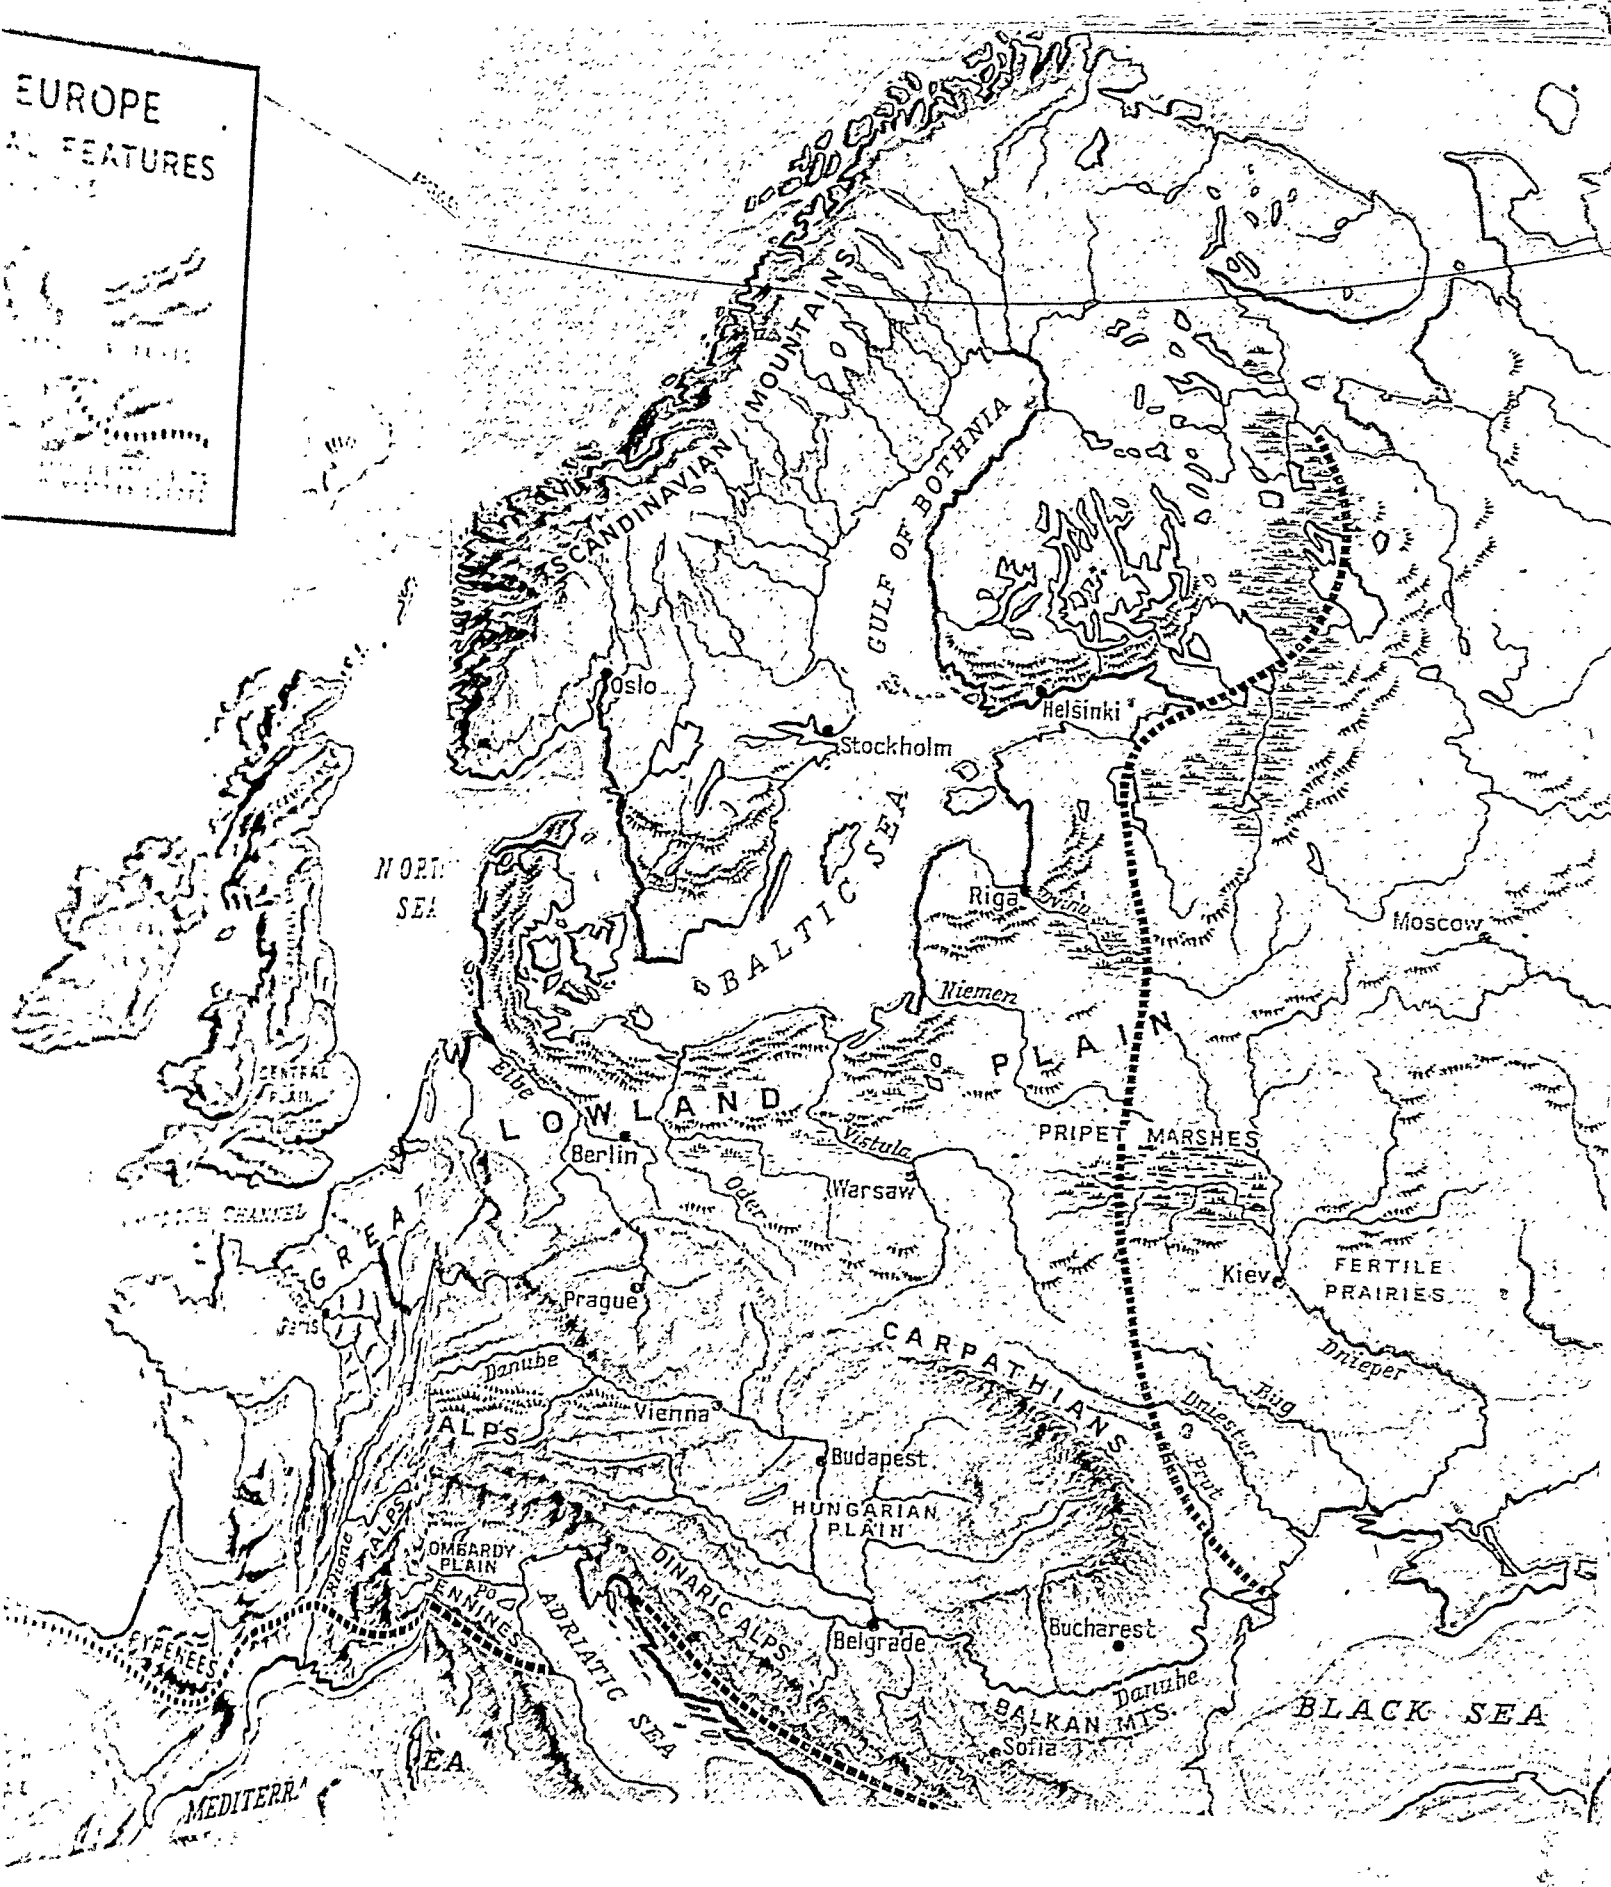 EUROPE
FEATURES
SCANDINAVIAN MOUNTAINS
GULF OF BOTHNIA
Oslo
Helsinki
Stockholm
SEA
BALTIC SEA
Riga
Dvina
Moscow
Niemen
CENTRAL
PLAIN
Elbe
GREAT LOWLAND PLAIN
PRIPET MARSHES
Berlin
Vistula
Warsaw
Oder
CHANNEL
Kiev
FERTILE
PRAIRIES
Prague
Paris
CARPATHIANS
Dnieper
Danube
Bug
Dniester
Vienna
ALPS
Budapest
Prut
HUNGARIAN
PLAIN
Rhone
ALPS
OMBARDY
PLAIN
PO
ENNINES
DINARIC ALPS
ADRIATIC SEA
Belgrade
Bucharest
Danube
BALKAN MTS.
Sofia
BLACK SEA
EA
MEDITERRA